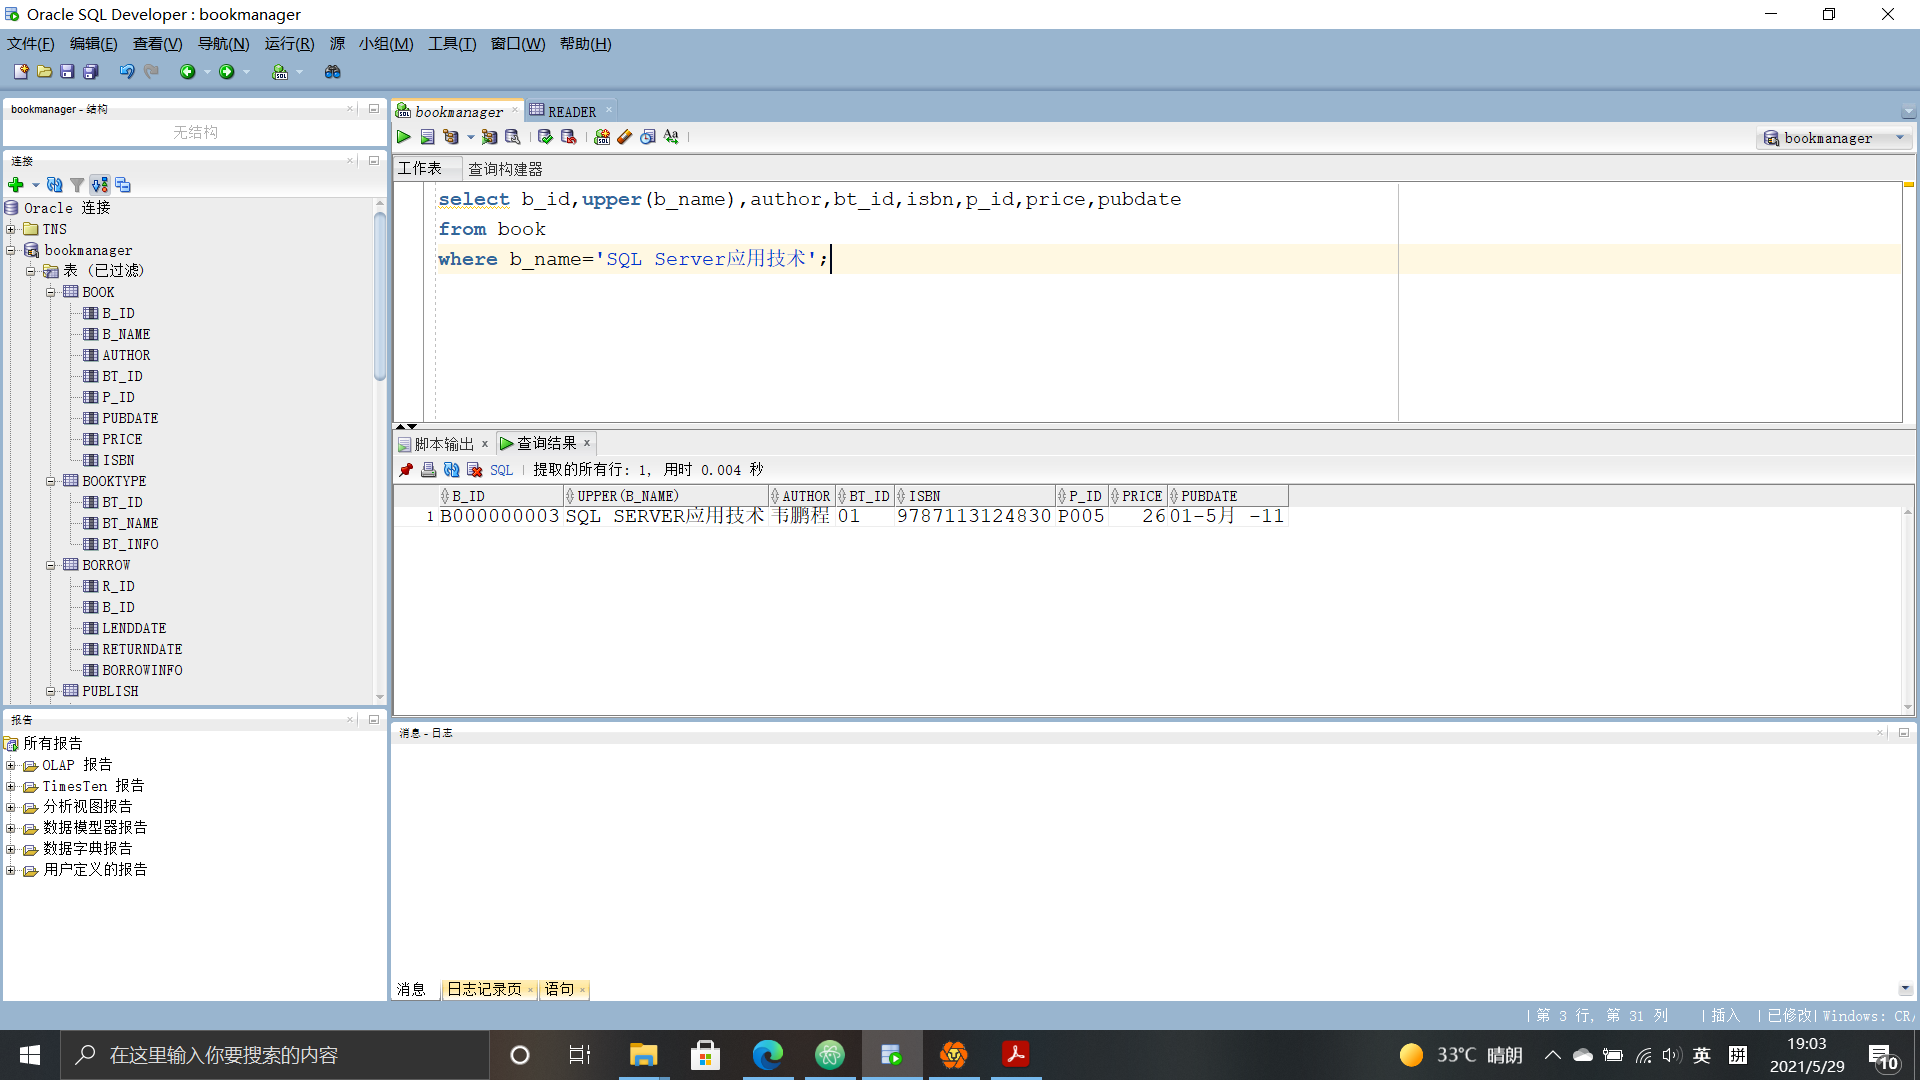 Oracle SQL Developer : bookmanager
文件(F) 编辑(E) 查看(V) 导航(N) 运行(R) 源 小组(M) 工具(T) 窗口(W) 帮助(H)
bookmanager - 结构
无结构
连接
Oracle 连接
TNS
bookmanager
表 (已过滤)
BOOK
B_ID
B_NAME
AUTHOR
BT_ID
P_ID
PUBDATE
PRICE
ISBN
BOOKTYPE
BT_ID
BT_NAME
BT_INFO
BORROW
R_ID
B_ID
LENDDATE
RETURNDATE
BORROWINFO
PUBLISH
报告
所有报告
OLAP 报告
TimesTen 报告
分析视图报告
数据模型器报告
数据字典报告
用户定义的报告
bookmanager READER
bookmanager
工作表 查询构建器
select b_id,upper(b_name),author,bt_id,isbn,p_id,price,pubdate
from book
where b_name='SQL Server应用技术';
脚本输出 查询结果
SQL 提取的所有行: 1, 用时 0.004 秒
B_ID UPPER(B_NAME) AUTHOR BT_ID ISBN P_ID PRICE PUBDATE
1 B000000003 SQL SERVER应用技术 韦鹏程 01 9787113124830 P005 26 01-5月 -11
消息 - 日志
消息 日志记录页 语句
第 3 行, 第 31 列 插入 已修改 Windows: CR/
在这里输入你要搜索的内容
33°C 晴朗 英 拼
19:03
2021/5/29
10